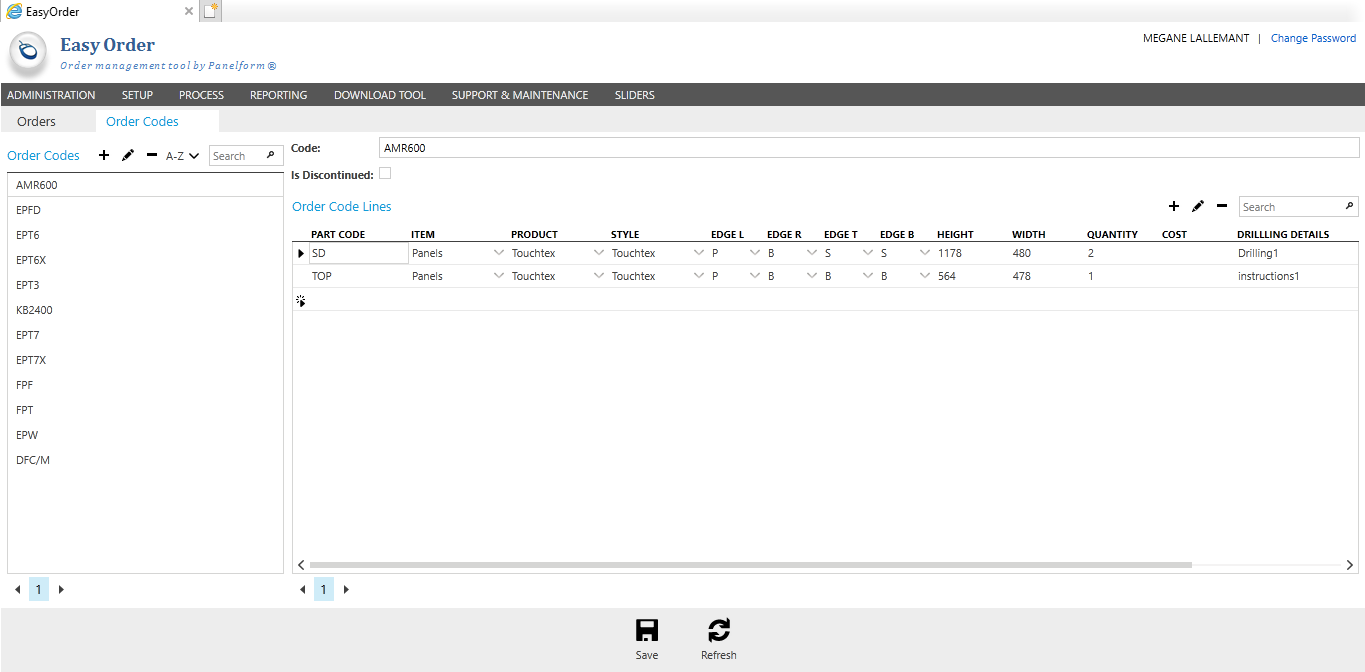 EasyOrder
Easy Order
Order management tool by Panelform ®
MEGANE LALLEMANT | Change Password
ADMINISTRATION SETUP PROCESS REPORTING DOWNLOAD TOOL SUPPORT & MAINTENANCE SLIDERS
Orders Order Codes
Order Codes A-Z Search
AMR600
EPFD
EPT6
EPT6X
EPT3
KB2400
EPT7
EPT7X
FPF
FPT
EPW
DFC/M
1
Code: AMR600
Is Discontinued:
Order Code Lines Search
PART CODE ITEM PRODUCT STYLE EDGE L EDGE R EDGE T EDGE B HEIGHT WIDTH QUANTITY COST DRILLLING DETAILS
SD Panels Touchtex Touchtex P B S S 1178 480 2 Drilling1
TOP Panels Touchtex Touchtex P B B B 564 478 1 instructions1
1
Save Refresh